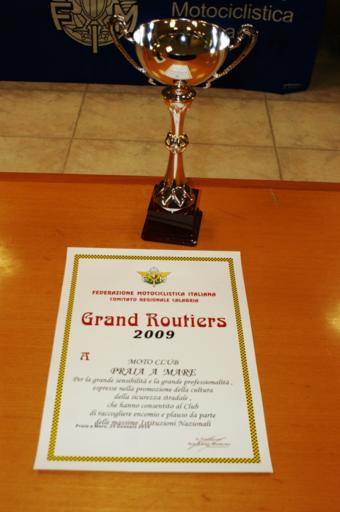 Motociclistica
FEDERAZIONE MOTOCICLISTICA ITALIANA
COMITATO REGIONALE CALABRIA
Grand Routiers
2009
A
MOTO CLUB
PRAIA A MARE
Per la grande sensibilità e la grande professionalità,
espresse nella promozione della cultura
della sicurezza stradale,
che hanno consentito al Club
di raccogliere encomio e plauso da parte
delle massime Istituzioni Nazionali
Praia a Mare,